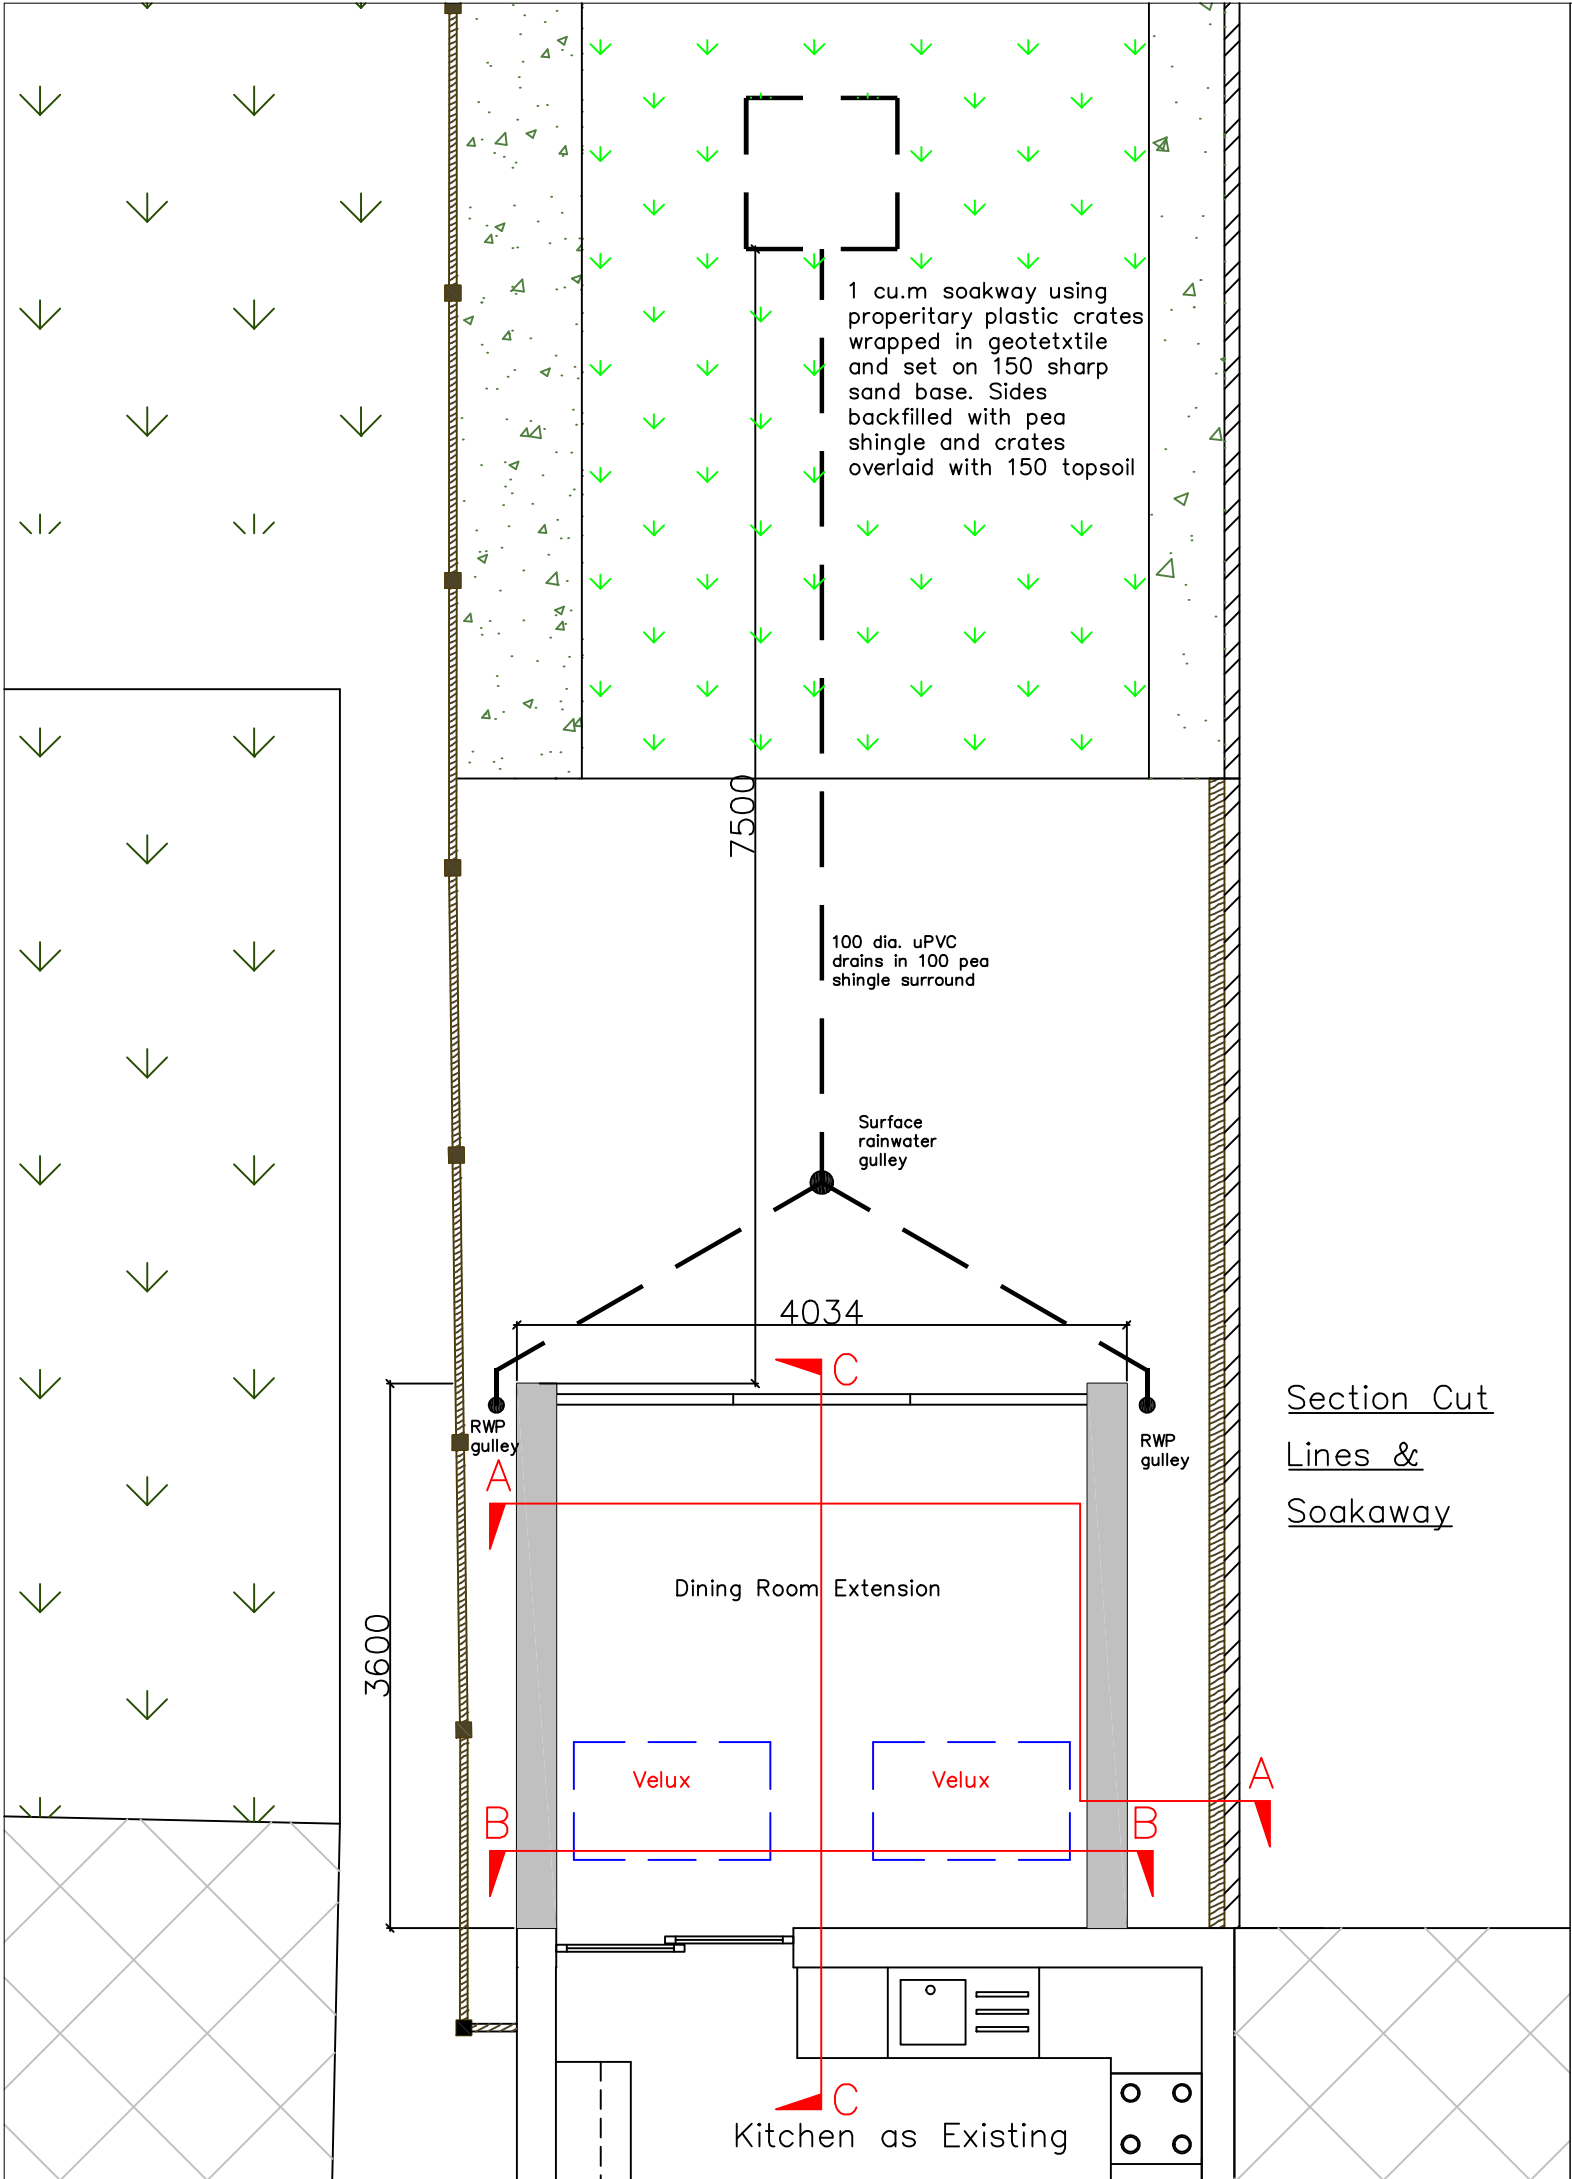 1 cu.m soakway using
properitary plastic crates
wrapped in geotetxtile
and set on 150 sharp
sand base. Sides
backfilled with pea
shingle and crates
overlaid with 150 topsoil
7500
100 dia. uPVC
drains in 100 pea
shingle surround
Surface
rainwater
gulley
4034
C
RWP
gulley
RWP
gulley
Section Cut
Lines &
Soakaway
A
Dining Room Extension
3600
Velux
Velux
A
B
B
C
Kitchen as Existing